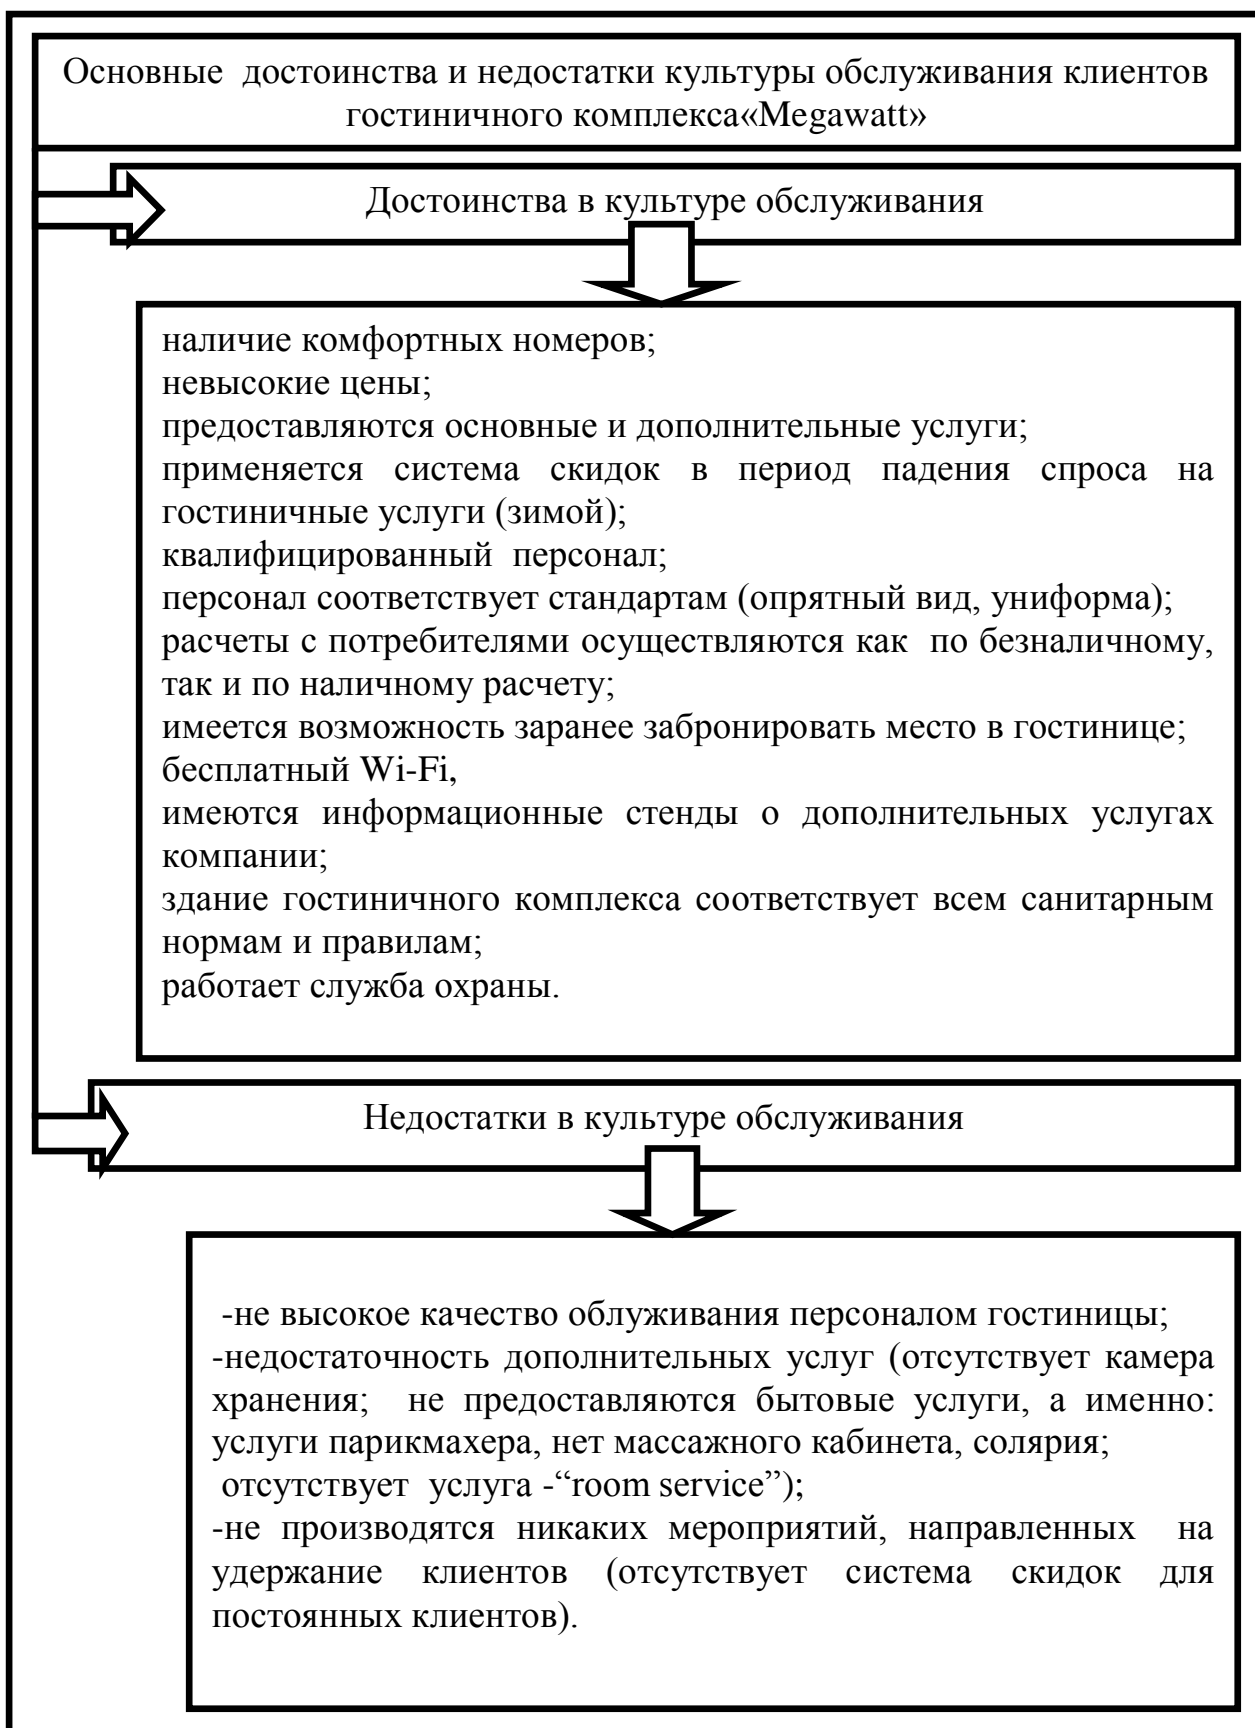 Основные достоинства и недостатки культуры обслуживания клиентов
гостиничного комплекса«Megawatt»
Достоинства в культуре обслуживания
наличие комфортных номеров;
невысокие цены;
предоставляются основные и дополнительные услуги;
применяется система скидок в период падения спроса на
гостиничные услуги (зимой);
квалифицированный персонал;
персонал соответствует стандартам (опрятный вид, униформа);
расчеты с потребителями осуществляются как по безналичному,
так и по наличному расчету;
имеется возможность заранее забронировать место в гостинице;
бесплатный Wi-Fi,
имеются информационные стенды о дополнительных услугах
компании;
здание гостиничного комплекса соответствует всем санитарным
нормам и правилам;
работает служба охраны.
Недостатки в культуре обслуживания
-не высокое качество облуживания персоналом гостиницы;
-недостаточность дополнительных услуг (отсутствует камера
хранения; не предоставляются бытовые услуги, а именно:
услуги парикмахера, нет массажного кабинета, солярия;
отсутствует услуга -“room service”);
-не производятся никаких мероприятий, направленных на
удержание клиентов (отсутствует система скидок для
постоянных клиентов).